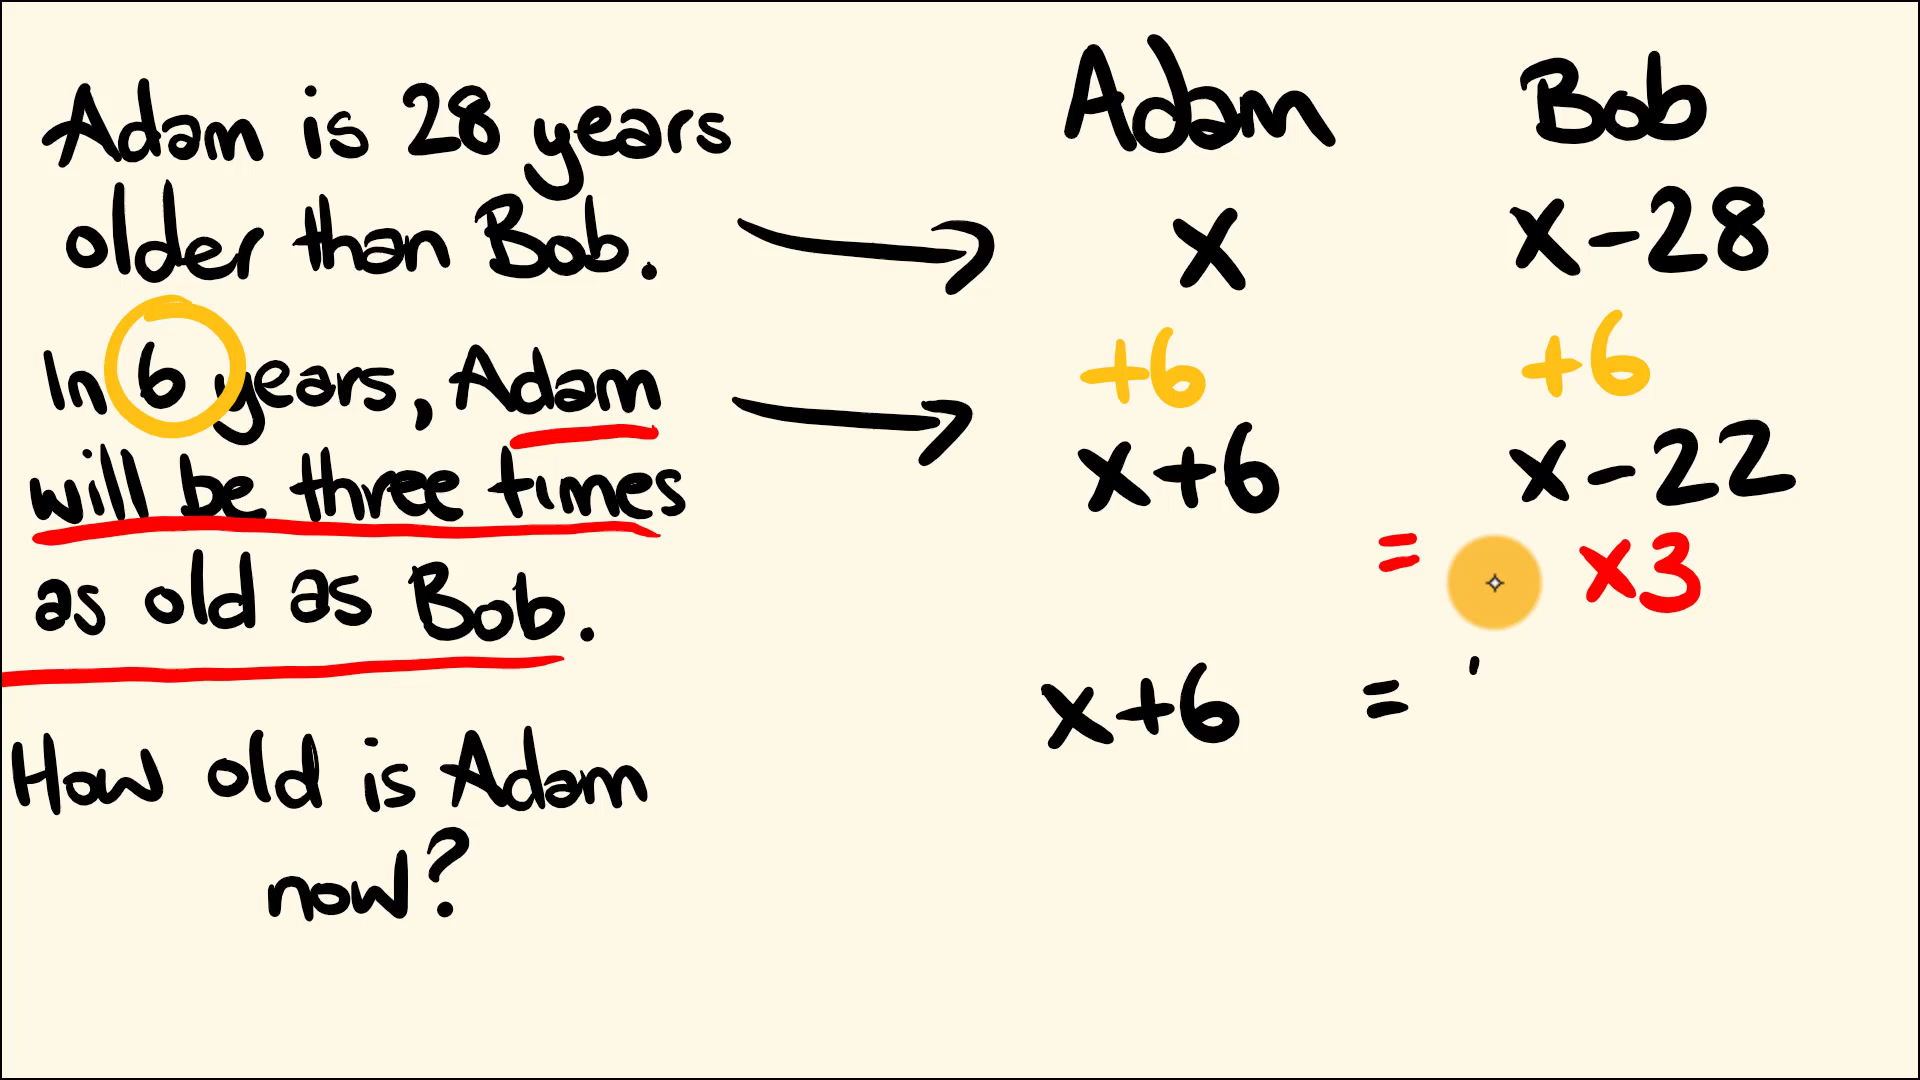 Adam is 28 years
older than Bob.
In 6 years, Adam
will be three times
as old as Bob.
How old is Adam
now?
Adam Bob
x x-28
+6 +6
x+6 x-22
= x3
x+6 =